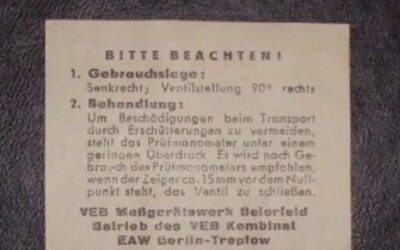 BITTE BEACHTEN!
1. Gebrauchslage:
Senkrecht; Ventilstellung 90° rechts
2. Behandlung:
Um Beschädigungen beim Transport
durch Erschütterungen zu vermeiden,
steht das Prüfmanometer unter einem
geringen Überdruck. Es wird nach Ge-
brauch des Prüfmanometers empfohlen,
wenn der Zeiger ca. 15 mm vor dem Null-
punkt steht, das Ventil zu schließen.
VEB Meßgerätewerk Beierfeld
Betrieb des VEB Kombinat
EAW Berlin-Treptow